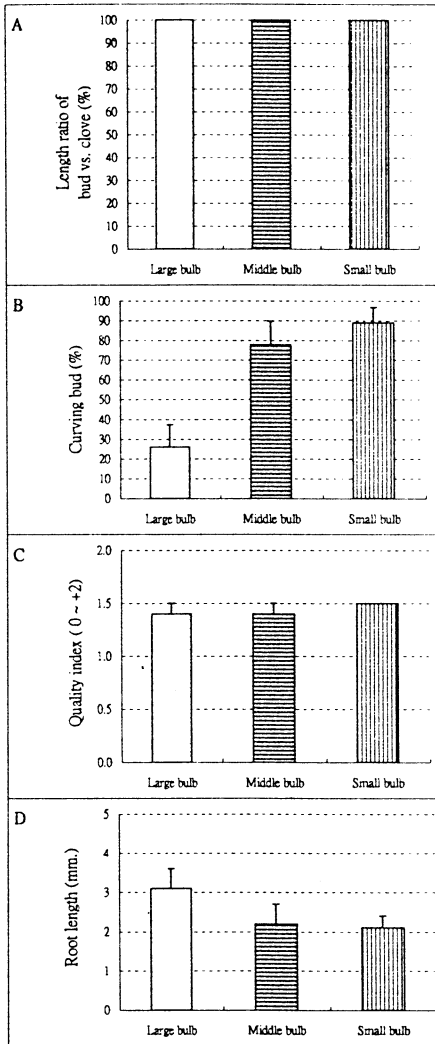 A
Length ratio of
bud vs. clove (%)
100
90
80
70
60
50
40
30
20
10
0
Large bulb Middle bulb Small bulb
B
Curving bud (%)
100
90
80
70
60
50
40
30
20
10
0
Large bulb Middle bulb Small bulb
C
Quality index ( 0 ~ +2)
2.0
1.5
1.0
0.5
0.0
Large bulb Middle bulb Small bulb
D
Root length (mm.)
5
4
3
2
1
0
Large bulb Middle bulb Small bulb